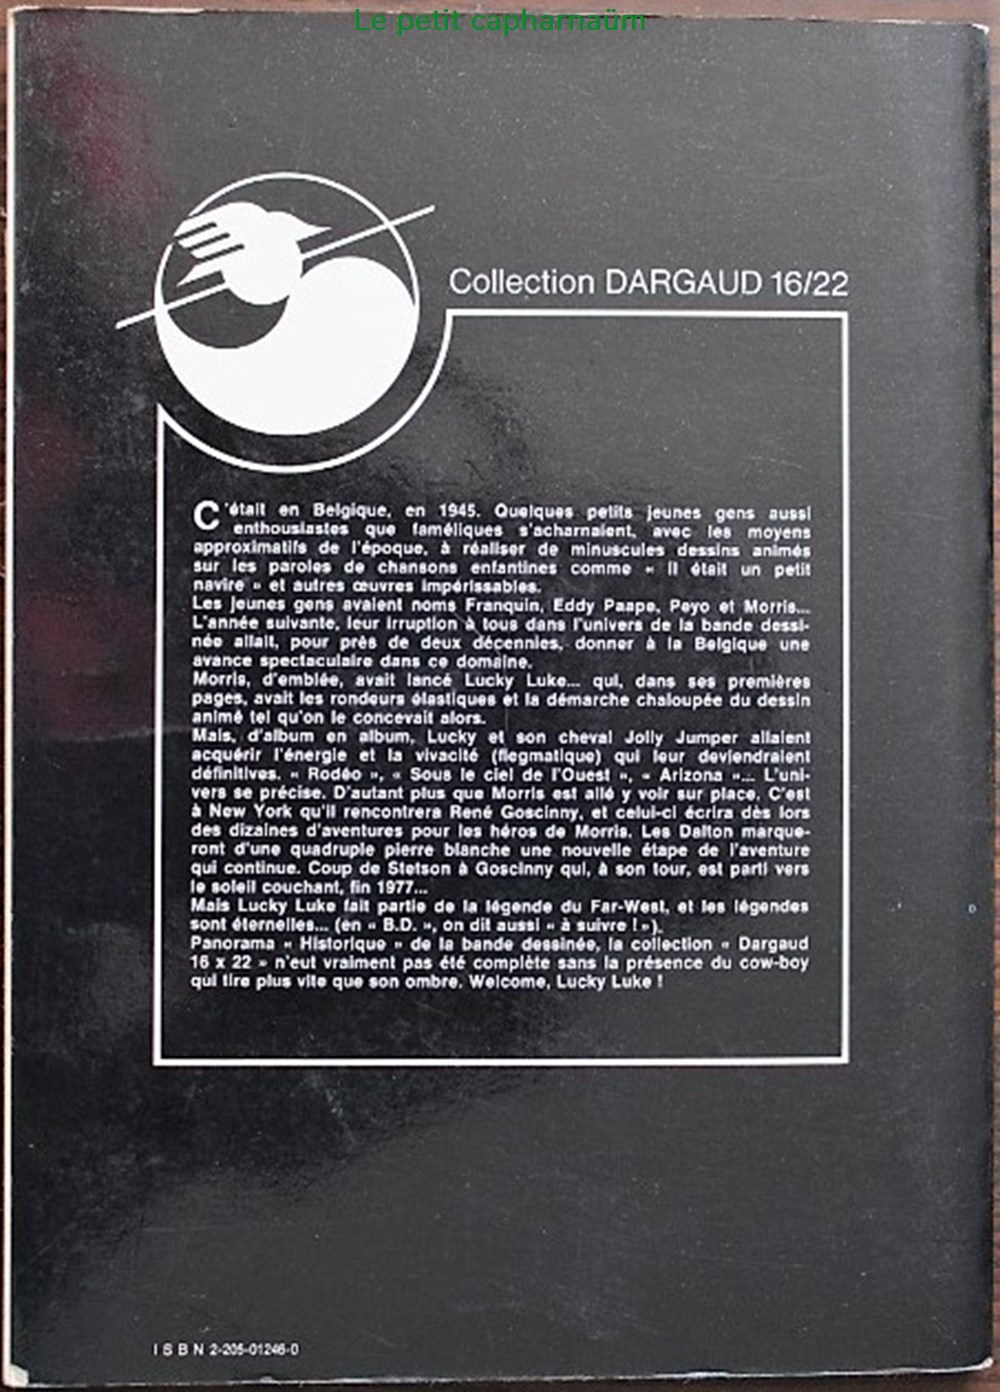 Le petit capharnaüm
Collection DARGAUD 16/22
C'était en Belgique, en 1945. Quelques petits jeunes gens aussi
enthousiastes que faméliques s'acharnaient, avec les moyens
approximatifs de l'époque, à réaliser de minuscules dessins animés
sur les paroles de chansons enfantines comme « Il était un petit
navire » et autres œuvres impérissables.
Les jeunes gens avaient noms Franquin, Eddy Paape, Peyo et Morris...
L'année suivante, leur irruption à tous dans l'univers de la bande dessi-
née allait, pour près de deux décennies, donner à la Belgique une
avance spectaculaire dans ce domaine.
Morris, d'emblée, avait lancé Lucky Luke... qui, dans ses premières
pages, avait les rondeurs élastiques et la démarche chaloupée du dessin
animé tel qu'on le concevait alors.
Mais, d'album en album, Lucky et son cheval Jolly Jumper allaient
acquérir l'énergie et la vivacité (flegmatique) qui leur deviendraient
définitives. « Rodéo », « Sous le ciel de l'Ouest », « Arizona »... L'uni-
vers se précise. D'autant plus que Morris est allé y voir sur place. C'est
à New York qu'il rencontrera René Goscinny, et celui-ci écrira dès lors
des dizaines d'aventures pour les héros de Morris. Les Dalton marque-
ront d'une quadruple pierre blanche une nouvelle étape de l'aventure
qui continue. Coup de Stetson à Goscinny qui, à son tour, est parti vers
le soleil couchant, fin 1977...
Mais Lucky Luke fait partie de la légende du Far-West, et les légendes
sont éternelles... (en « B.D. », on dit aussi « à suivre ! »).
Panorama « Historique » de la bande dessinée, la collection « Dargaud
16 x 22 » n'eut vraiment pas été complète sans la présence du cow-boy
qui tire plus vite que son ombre. Welcome, Lucky Luke !
ISBN 2-205-01246-0